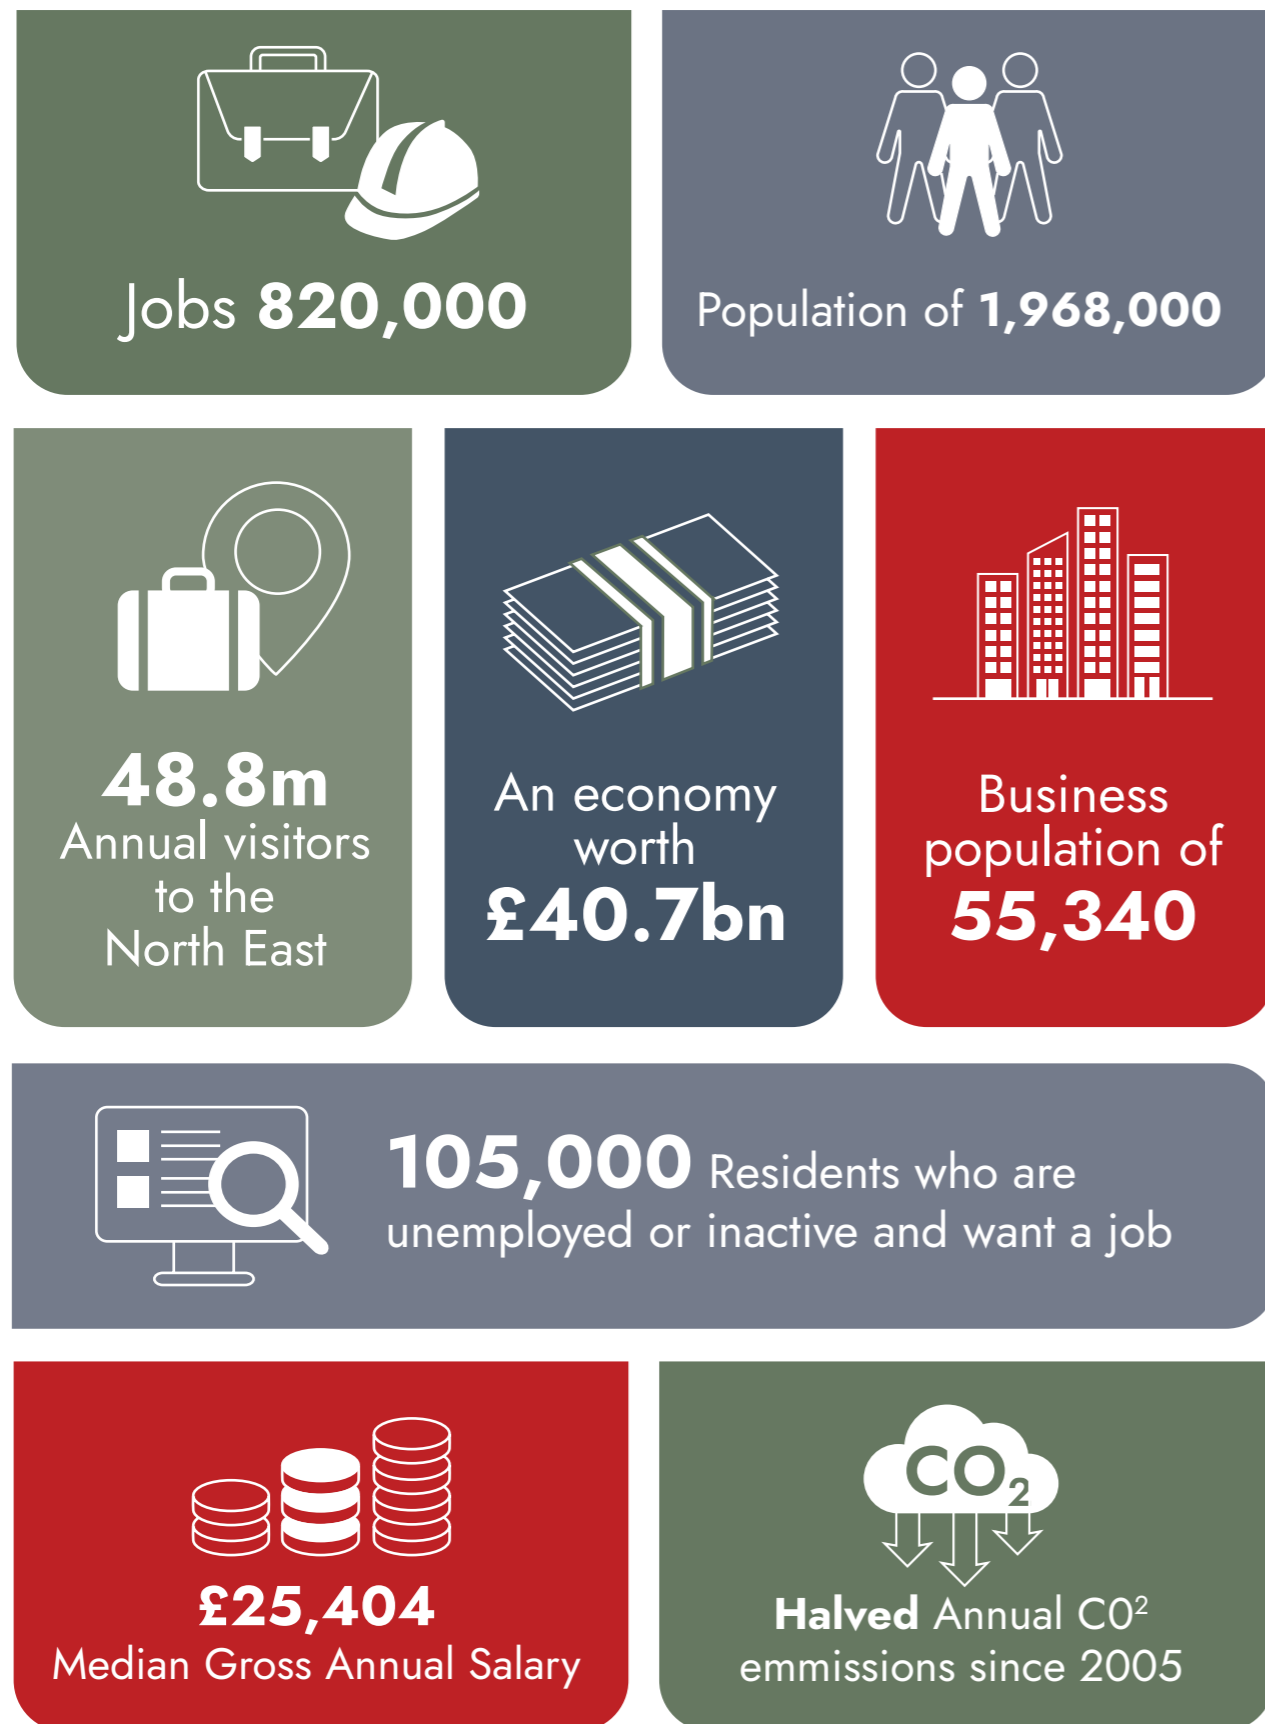 Jobs 820,000
Population of 1,968,000
48.8m
Annual visitors
to the
North East
An economy
worth
£40.7bn
Business
population of
55,340
105,000 Residents who are
unemployed or inactive and want a job
£25,404
Median Gross Annual Salary
CO₂
Halved Annual C0²
emmissions since 2005